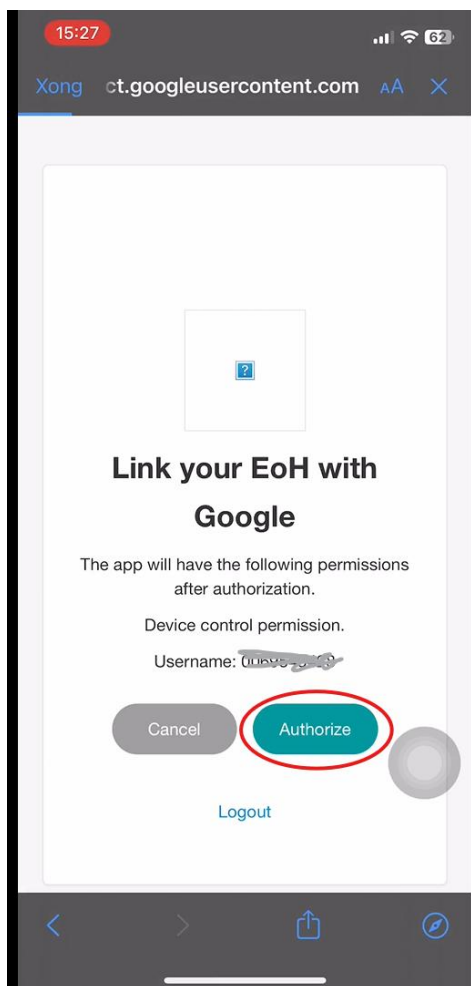 15:27
62
Xong ct.googleusercontent.com AA
Link your EoH with
Google
The app will have the following permissions
after authorization.
Device control permission.
Username:
Cancel Authorize
Logout